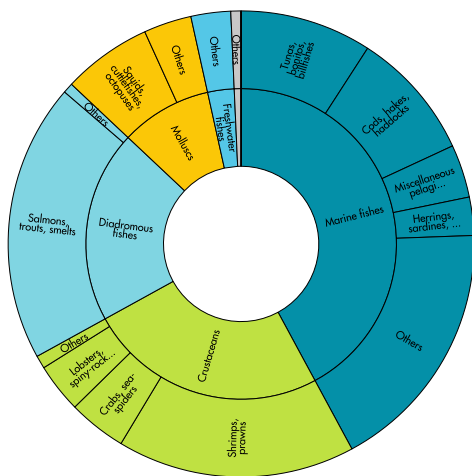 Tunas,
bonitos,
billfishes
Cods, hakes,
haddocks
Miscellaneous
pelagi...
Herrings,
sardines, ...
Others
Marine fishes
Shrimps,
prawns
Crabs, sea-
spiders
Lobsters,
spiny-rock...
Others
Crustaceans
Salmons,
trouts, smelts
Others
Diadromous
fishes
Squids,
cuttlefishes,
octopuses
Others
Molluscs
Others
Freshwater
fishes
Others